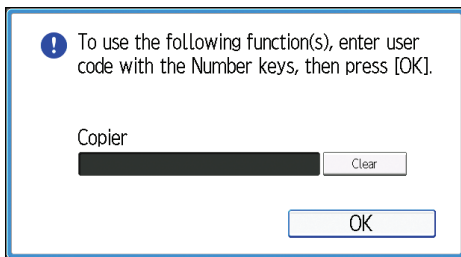 To use the following function(s), enter user
code with the Number keys, then press [OK].
Copier
Clear
OK